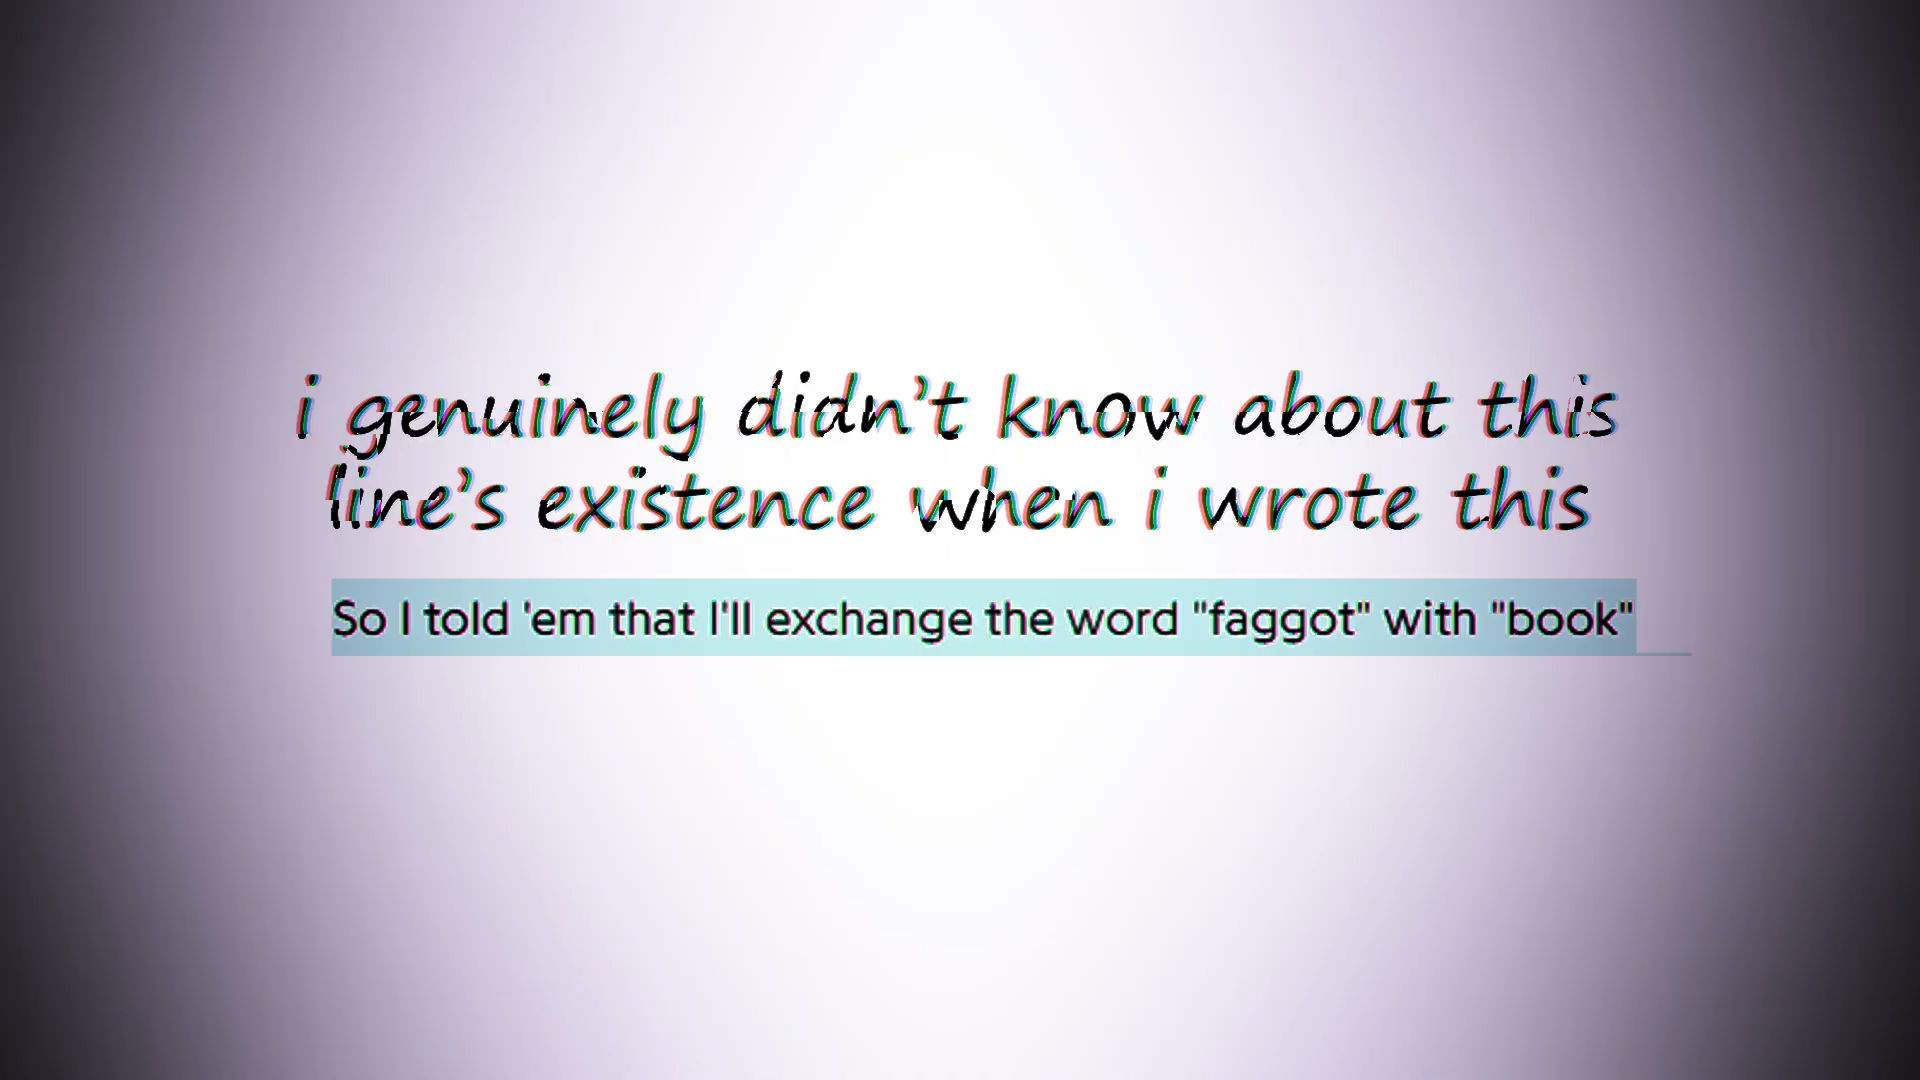 i genuinely didn't know about this
line's existence when i wrote this
So I told 'em that I'll exchange the word "faggot" with "book"